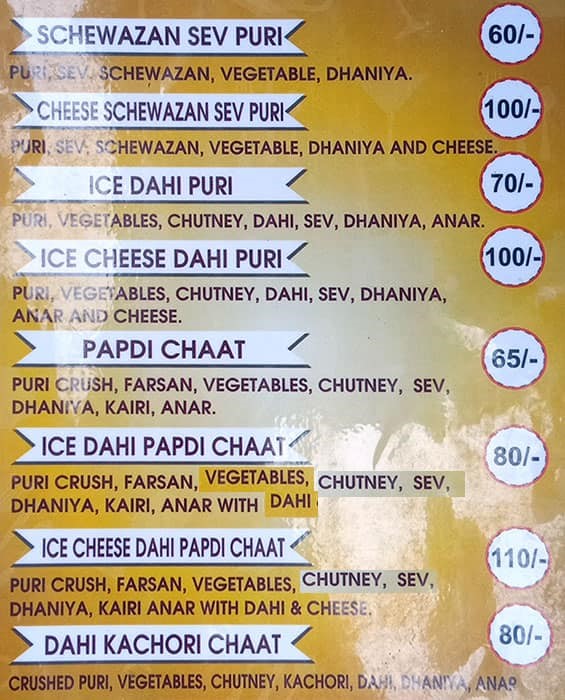 SCHEWAZAN SEV PURI 60/-
PURI, SEV, SCHEWAZAN, VEGETABLE, DHANIYA.
CHEESE SCHEWAZAN SEV PURI 100/-
PURI, SEV, SCHEWAZAN, VEGETABLE, DHANIYA AND CHEESE.
ICE DAHI PURI 70/-
PURI, VEGETABLES, CHUTNEY, DAHI, SEV, DHANIYA, ANAR.
ICE CHEESE DAHI PURI 100/-
PURI, VEGETABLES, CHUTNEY, DAHI, SEV, DHANIYA,
ANAR AND CHEESE.
PAPDI CHAAT 65/-
PURI CRUSH, FARSAN, VEGETABLES, CHUTNEY, SEV,
DHANIYA, KAIRI, ANAR.
ICE DAHI PAPDI CHAAT 80/-
PURI CRUSH, FARSAN, VEGETABLES, CHUTNEY, SEV,
DHANIYA, KAIRI, ANAR WITH DAHI
ICE CHEESE DAHI PAPDI CHAAT 110/-
PURI CRUSH, FARSAN, VEGETABLES, CHUTNEY, SEV,
DHANIYA, KAIRI ANAR WITH DAHI & CHEESE.
DAHI KACHORI CHAAT 80/-
CRUSHED PURI, VEGETABLES, CHUTNEY, KACHORI, DAHI, DHANIYA, ANAR